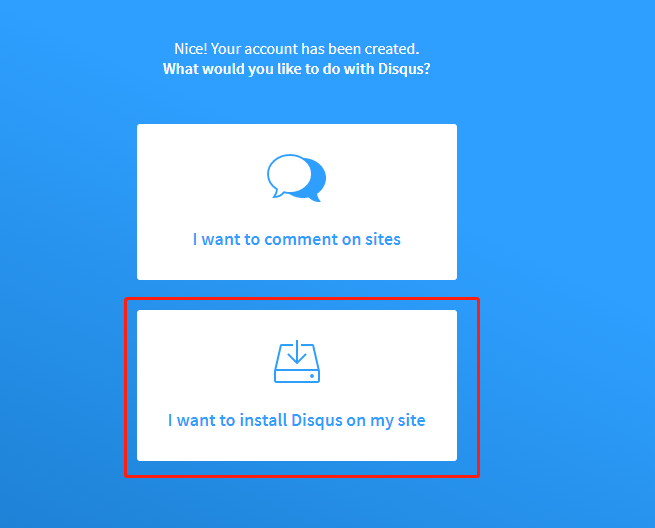 Nice! Your account has been created.
What would you like to do with Disqus?
I want to comment on sites
I want to install Disqus on my site